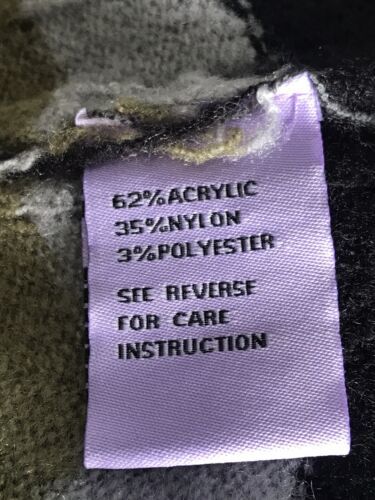 62%ACRYLIC
35%NYLON
3%POLYESTER
SEE REVERSE
FOR CARE
INSTRUCTION